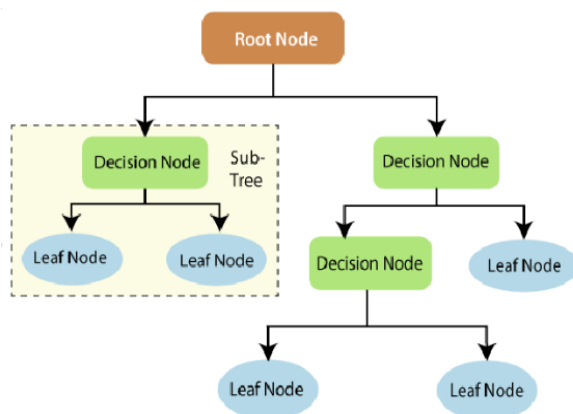 Root Node
Decision Node
Sub-
Tree
Decision Node
Leaf Node
Leaf Node
Decision Node
Leaf Node
Leaf Node
Leaf Node